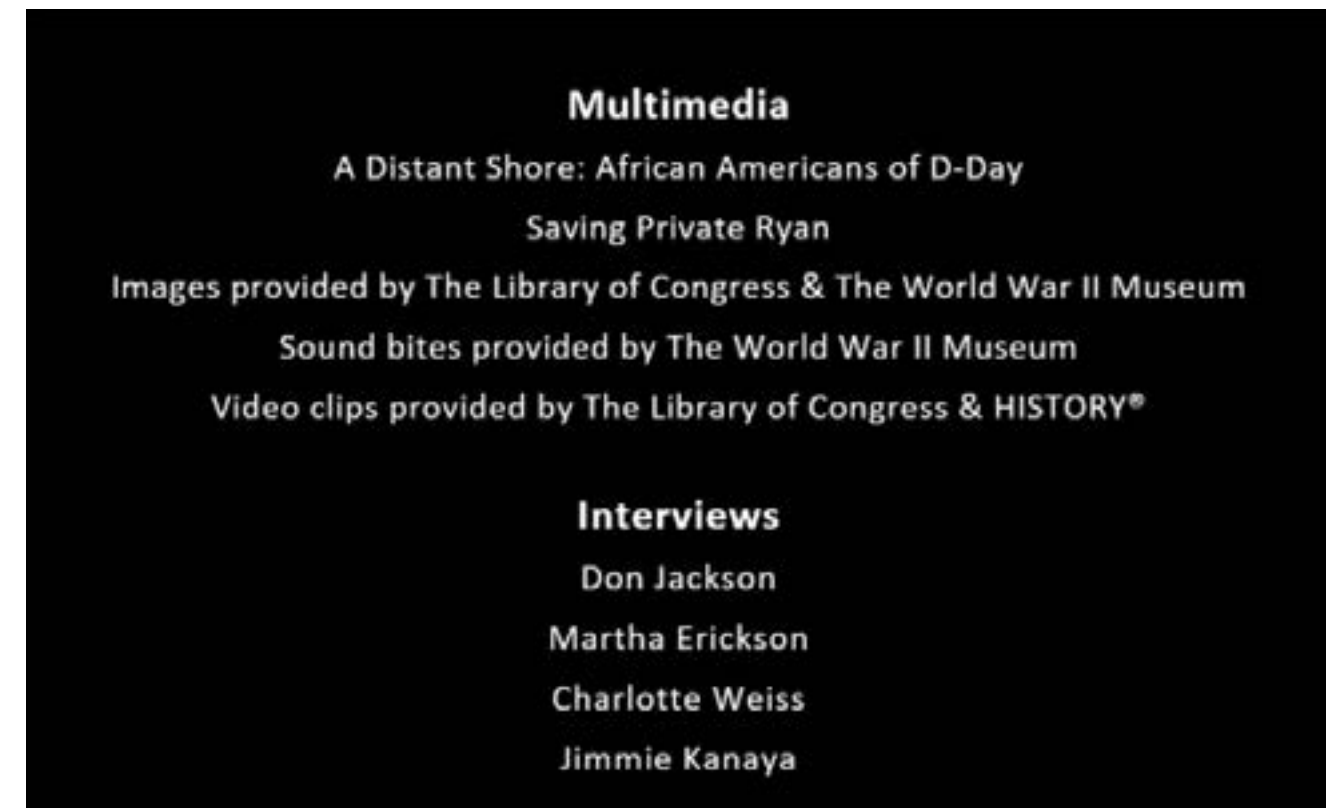 Multimedia
A Distant Shore: African Americans of D-Day
Saving Private Ryan
Images provided by The Library of Congress & The World War II Museum
Sound bites provided by The World War II Museum
Video clips provided by The Library of Congress & HISTORY®
Interviews
Don Jackson
Martha Erickson
Charlotte Weiss
Jimmie Kanaya